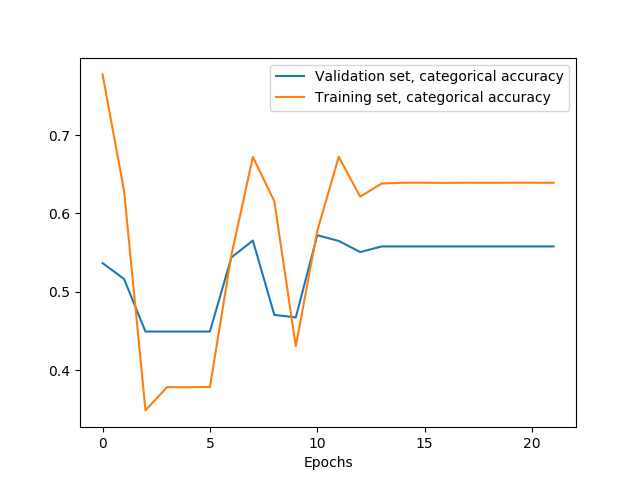 Validation set, categorical accuracy
Training set, categorical accuracy
0.7
0.6
0.5
0.4
0 5 10 15 20
Epochs